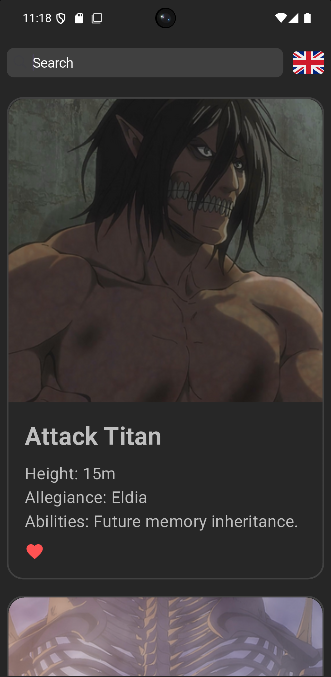 11:18
Search
Attack Titan
Height: 15m
Allegiance: Eldia
Abilities: Future memory inheritance.